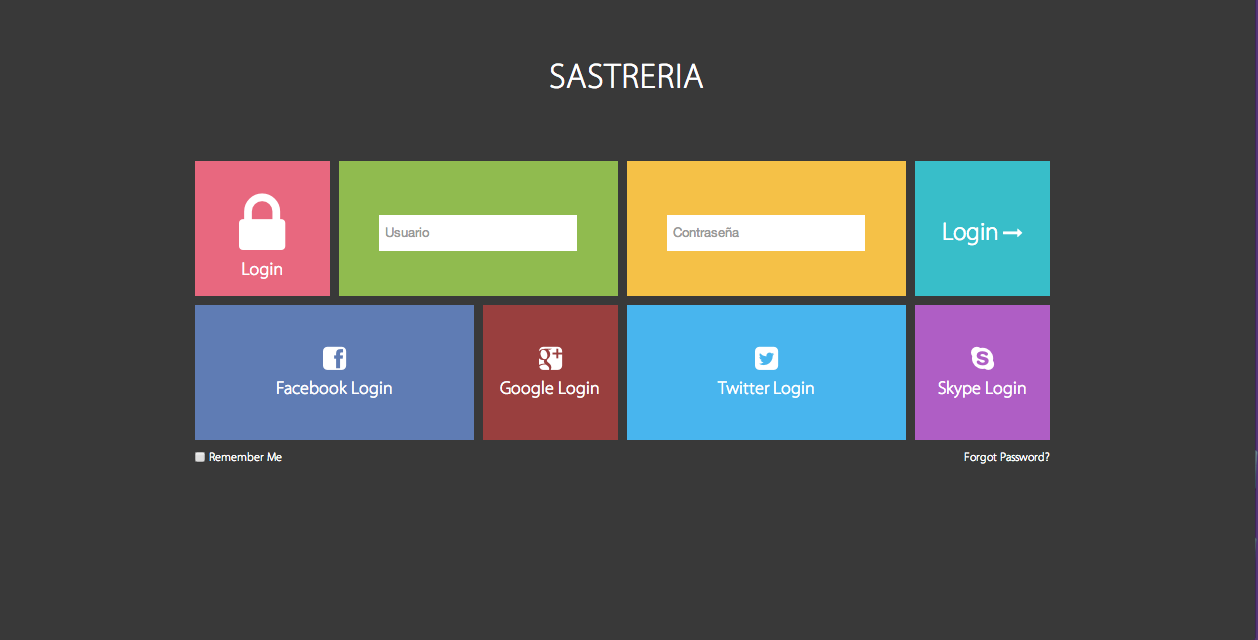 SASTRERIA
Login
Usuario
Contraseña
Login
Facebook Login
Google Login
Twitter Login
Skype Login
Remember Me
Forgot Password?